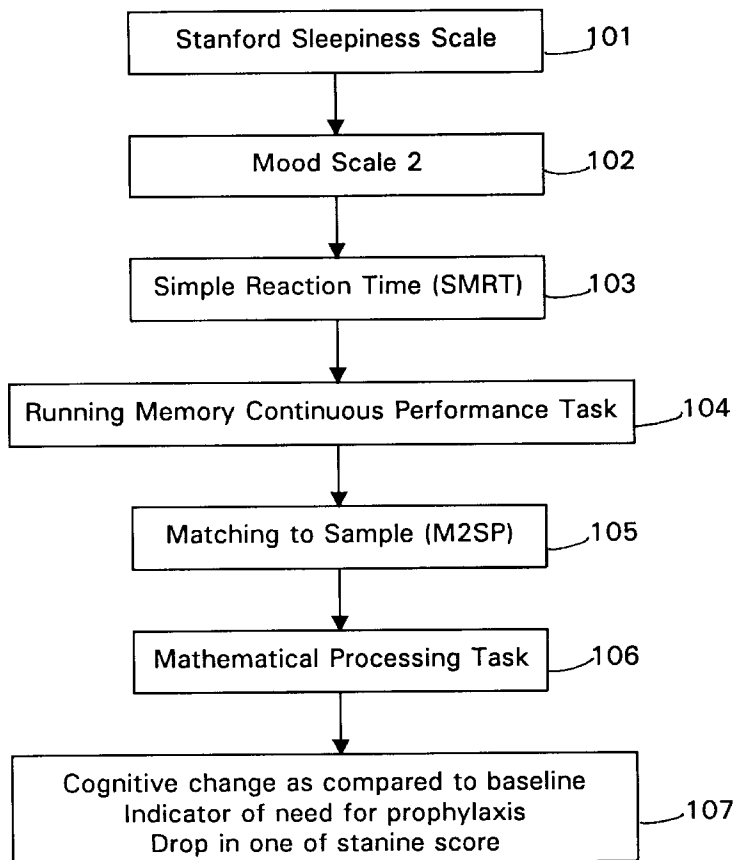 Stanford Sleepiness Scale 101
Mood Scale 2 102
Simple Reaction Time (SMRT) 103
Running Memory Continuous Performance Task 104
Matching to Sample (M2SP) 105
Mathematical Processing Task 106
Cognitive change as compared to baseline
Indicator of need for prophylaxis 107
Drop in one of stanine score